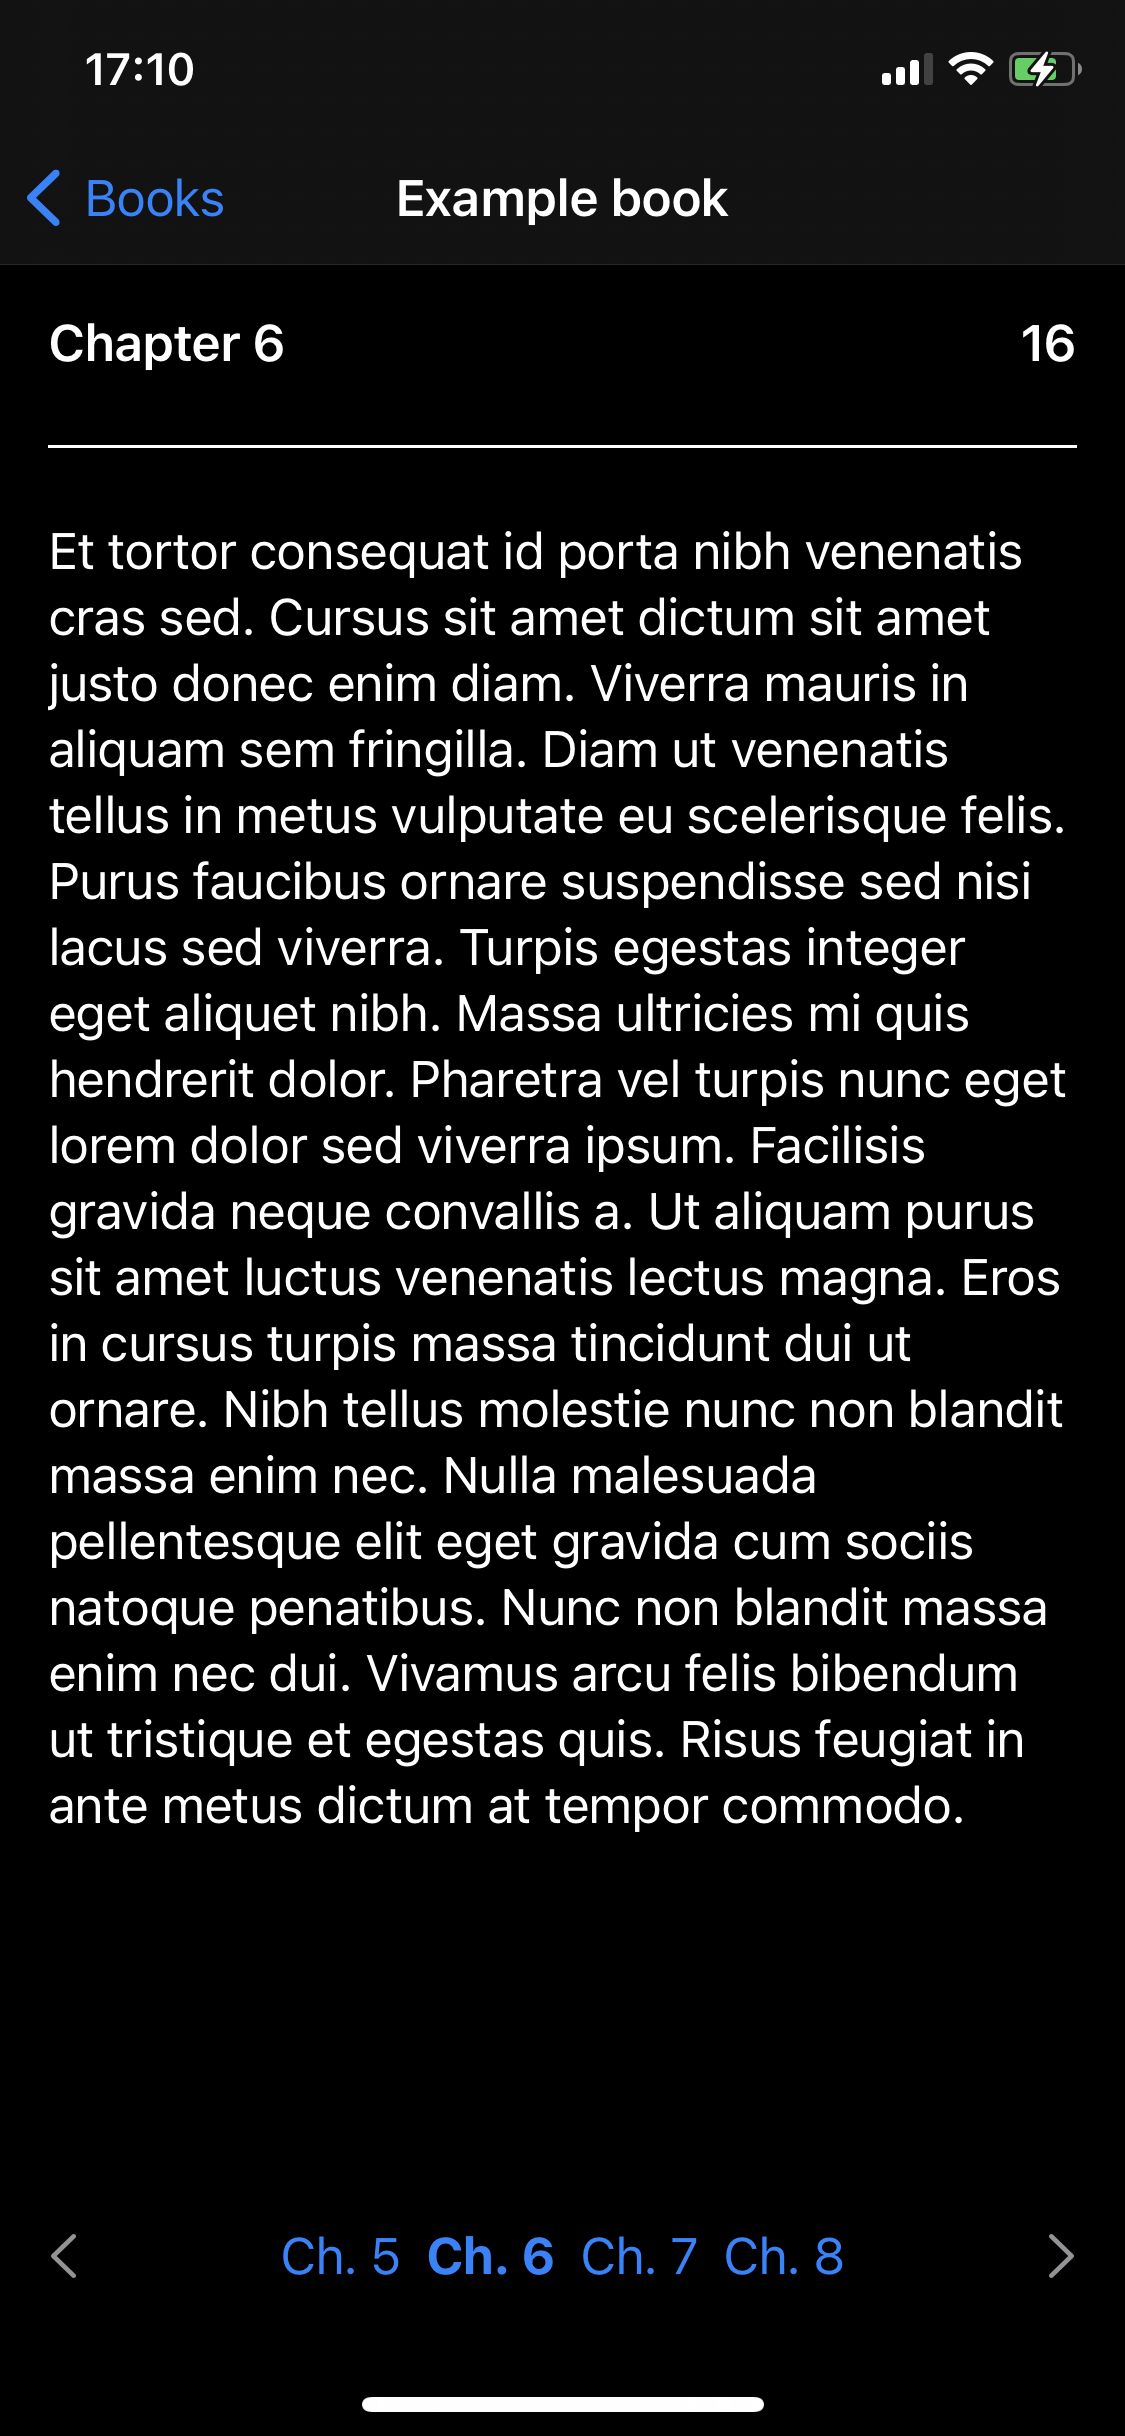 17:10
Books
Example book
Chapter 6
16
Et tortor consequat id porta nibh venenatis
cras sed. Cursus sit amet dictum sit amet
justo donec enim diam. Viverra mauris in
aliquam sem fringilla. Diam ut venenatis
tellus in metus vulputate eu scelerisque felis.
Purus faucibus ornare suspendisse sed nisi
lacus sed viverra. Turpis egestas integer
eget aliquet nibh. Massa ultricies mi quis
hendrerit dolor. Pharetra vel turpis nunc eget
lorem dolor sed viverra ipsum. Facilisis
gravida neque convallis a. Ut aliquam purus
sit amet luctus venenatis lectus magna. Eros
in cursus turpis massa tincidunt dui ut
ornare. Nibh tellus molestie nunc non blandit
massa enim nec. Nulla malesuada
pellentesque elit eget gravida cum sociis
natoque penatibus. Nunc non blandit massa
enim nec dui. Vivamus arcu felis bibendum
ut tristique et egestas quis. Risus feugiat in
ante metus dictum at tempor commodo.
Ch. 5 Ch. 6 Ch. 7 Ch. 8